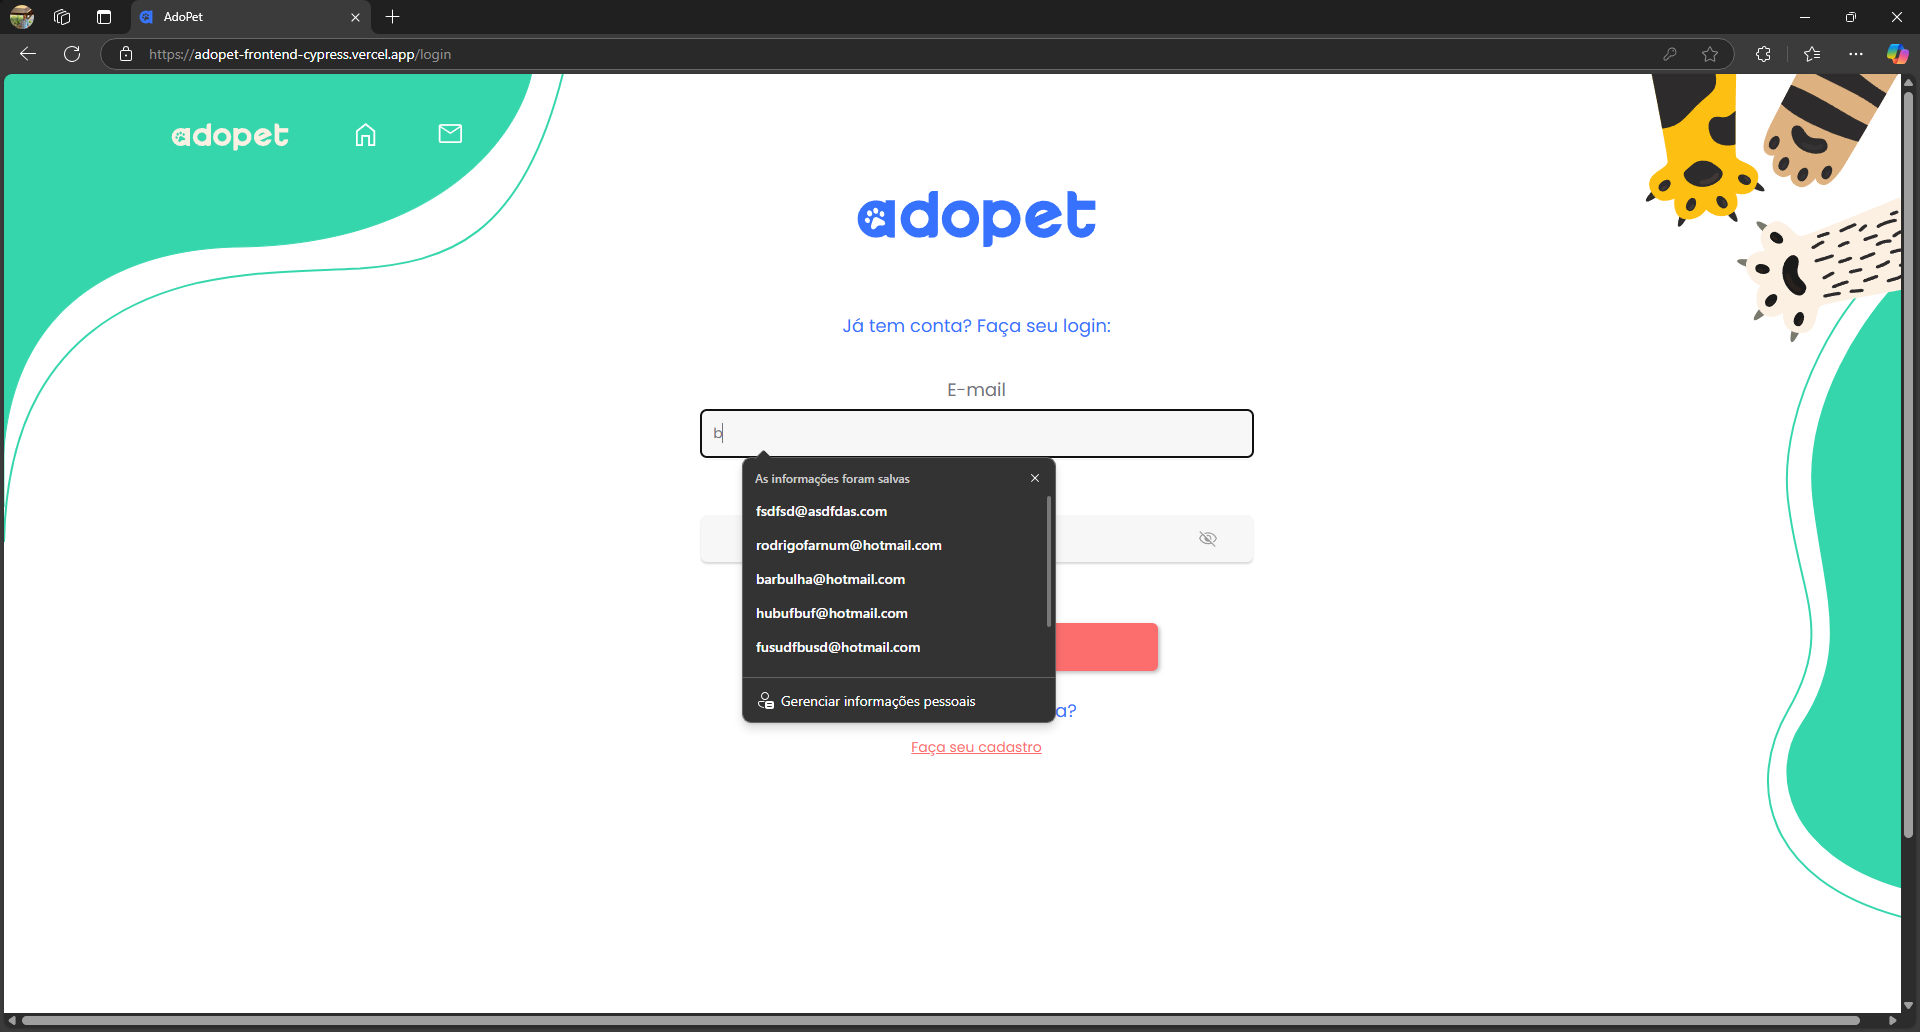 AdoPet
https://adopet-frontend-cypress.vercel.app/login
adopet
adopet
Já tem conta? Faça seu login:
E-mail
b
As informações foram salvas
fsdfsd@asdfdas.com
rodrigofarnum@hotmail.com
barbulha@hotmail.com
hubufbuf@hotmail.com
fusudfbusd@hotmail.com
Gerenciar informações pessoais
a?
Faça seu cadastro